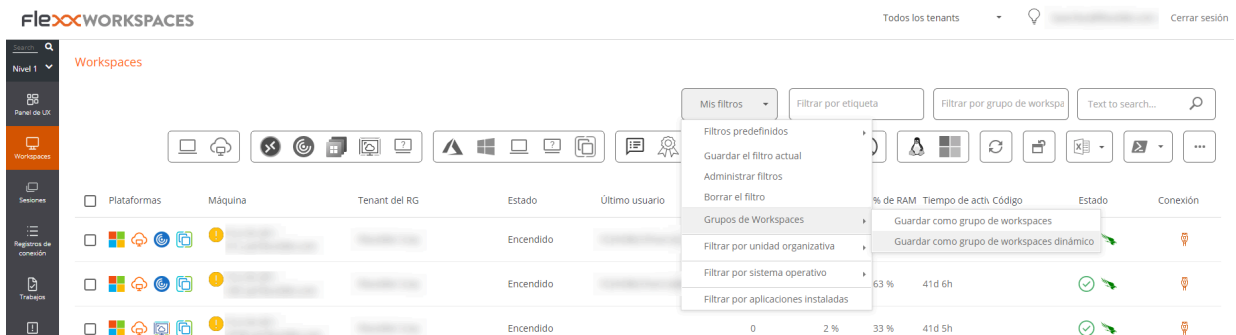 FlexxWORKSPACES
Todos los tenants
Cerrar sesión
Search
Nivel 1
Workspaces
Panel de UX
Mis filtros
Filtrar por etiqueta
Filtrar por grupo de workspa
Text to search...
Filtros predefinidos
Guardar el filtro actual
Administrar filtros
Borrar el filtro
Grupos de Workspaces
Guardar como grupo de workspaces
Guardar como grupo de workspaces dinámico
Filtrar por unidad organizativa
Filtrar por sistema operativo
Filtrar por aplicaciones instaladas
Workspaces
Sesiones
Registros de
conexión
Trabajos
Plataformas Máquina Tenant del RG Estado Último usuario % de RAM Tiempo de activ Código Estado Conexión
Encendido
Encendido 63 % 41d 6h
Encendido 0 2 % 33 % 41d 5h